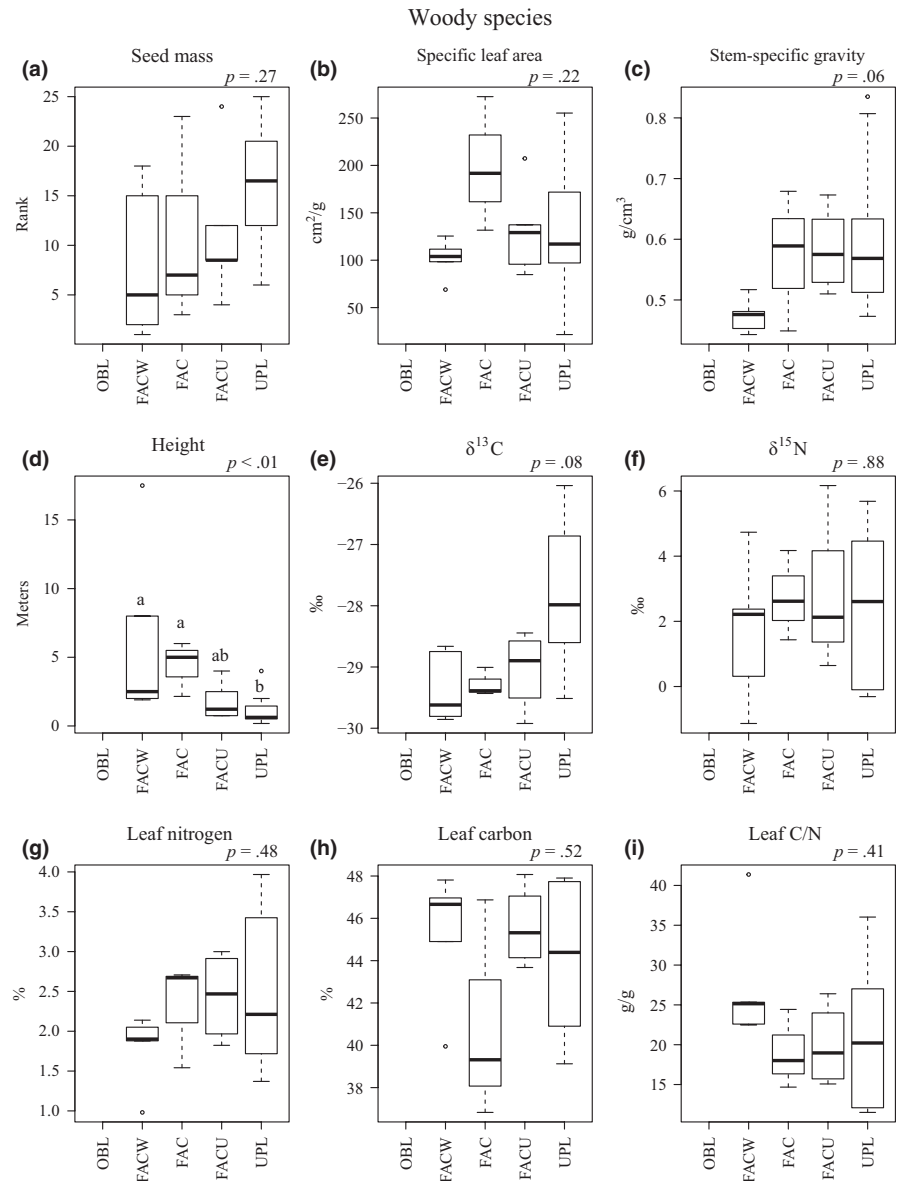 Woody species
(a) Seed mass
p = .27
25
20
15
10
5
Rank
OBL FACW FAC FACU UPL
(b) Specific leaf area
p = .22
250
200
150
100
50
cm²/g
OBL FACW FAC FACU UPL
(c) Stem-specific gravity
p = .06
0.8
0.7
0.6
0.5
g/cm³
OBL FACW FAC FACU UPL
(d) Height
p < .01
15
10
5
0
Meters
a
a
ab
b
OBL FACW FAC FACU UPL
(e) δ¹³C
p = .08
−26
−27
−28
−29
−30
‰
OBL FACW FAC FACU UPL
(f) δ¹⁵N
p = .88
6
4
2
0
‰
OBL FACW FAC FACU UPL
(g) Leaf nitrogen
p = .48
4.0
3.5
3.0
2.5
2.0
1.5
1.0
%
OBL FACW FAC FACU UPL
(h) Leaf carbon
p = .52
48
46
44
42
40
38
%
OBL FACW FAC FACU UPL
(i) Leaf C/N
p = .41
40
35
30
25
20
15
g/g
OBL FACW FAC FACU UPL